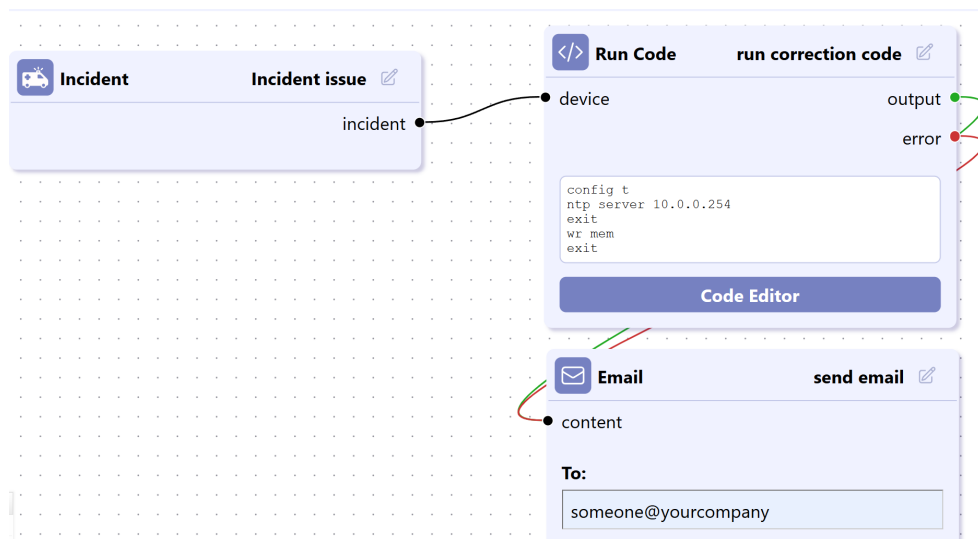 Incident Incident issue
incident
</> Run Code run correction code
device output
error
config t
ntp server 10.0.0.254
exit
wr mem
exit
Code Editor
Email send email
content
To:
someone@yourcompany